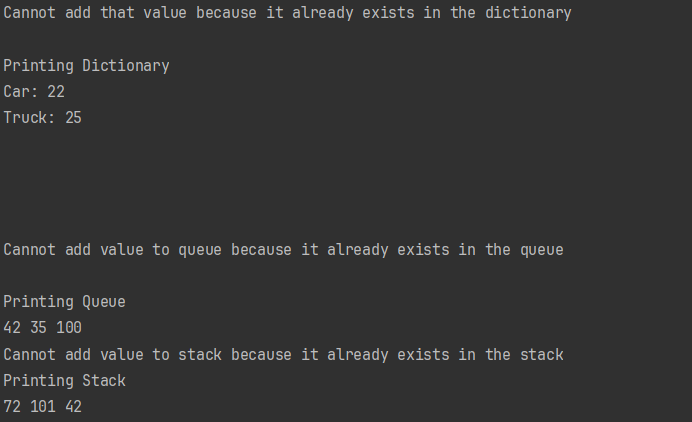 Cannot add that value because it already exists in the dictionary
Printing Dictionary
Car: 22
Truck: 25
Cannot add value to queue because it already exists in the queue
Printing Queue
42 35 100
Cannot add value to stack because it already exists in the stack
Printing Stack
72 101 42